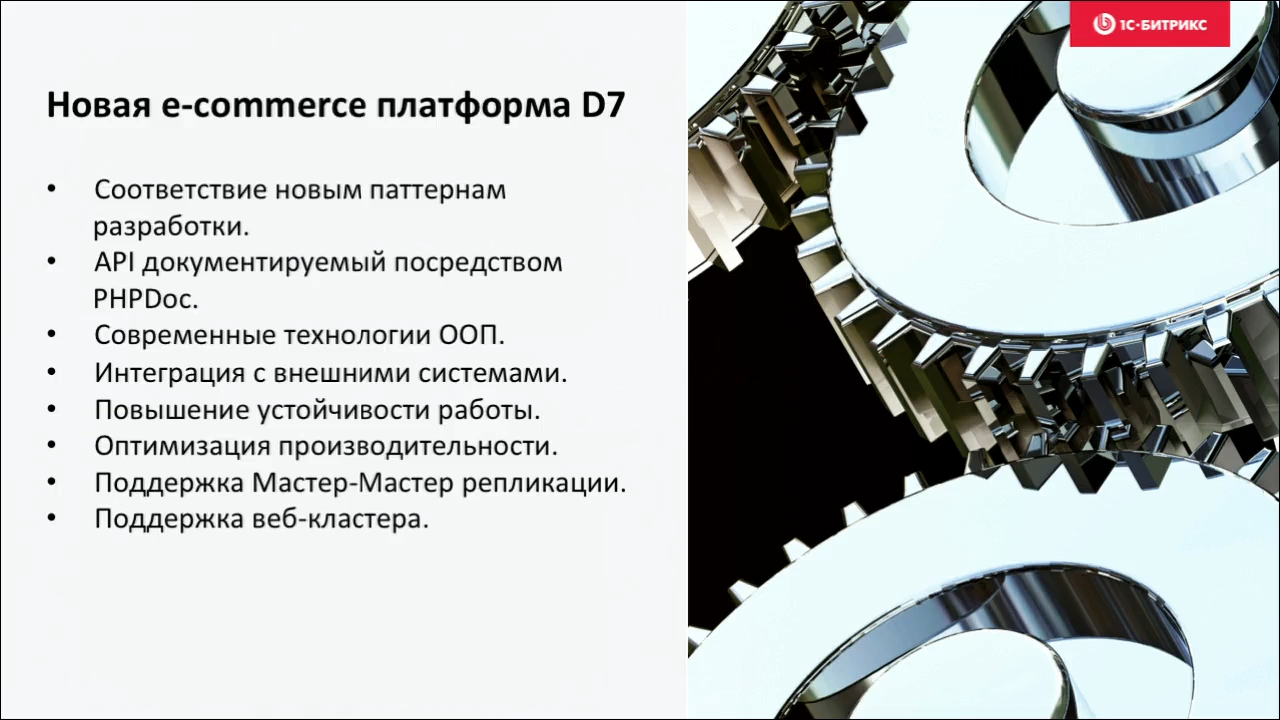 1С-БИТРИКС
Новая e-commerce платформа D7
• Соответствие новым паттернам
разработки.
• API документируемый посредством
PHPDoc.
• Современные технологии ООП.
• Интеграция с внешними системами.
• Повышение устойчивости работы.
• Оптимизация производительности.
• Поддержка Мастер-Мастер репликации.
• Поддержка веб-кластера.